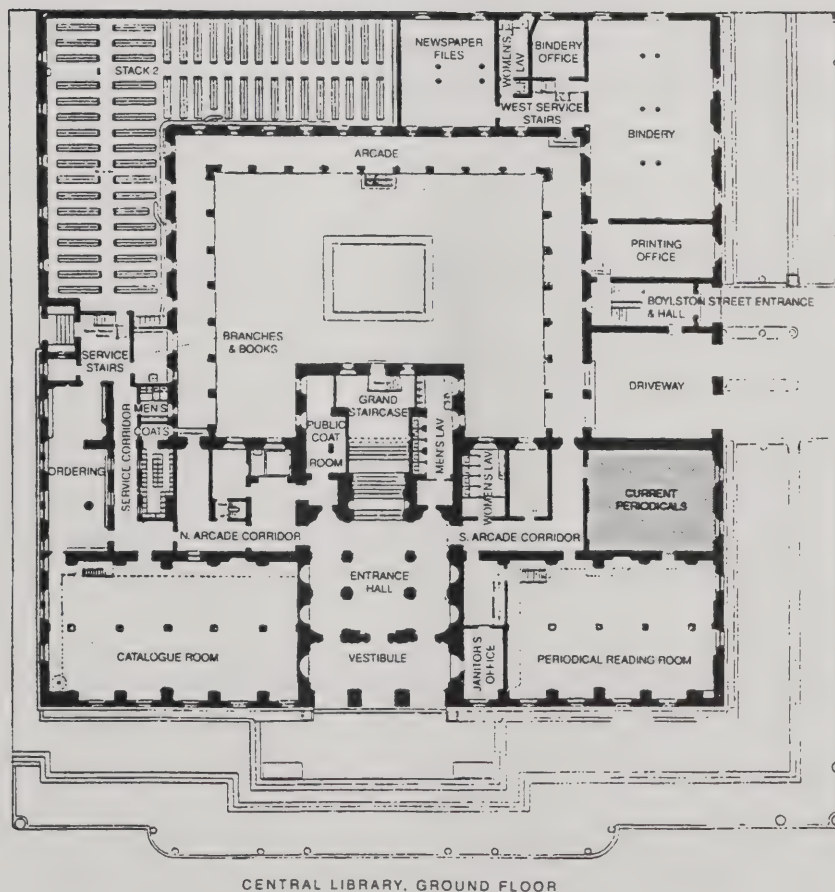 NEWSPAPER
FILES
WOMEN'S
LAV
BINDERY
OFFICE
STACK 2
WEST SERVICE
STAIRS
BINDERY
ARCADE
PRINTING
OFFICE
BOYLSTON STREET ENTRANCE
& HALL
BRANCHES
& BOOKS
SERVICE
STAIRS
DRIVEWAY
GRAND
STAIRCASE
MEN'S
COATS
PUBLIC
COAT
ROOM
MEN'S LAV
SERVICE CORRIDOR
ORDERING
WOMEN'S LAV
CURRENT
PERIODICALS
N. ARCADE CORRIDOR
S. ARCADE CORRIDOR
ENTRANCE
HALL
CATALOGUE ROOM
VESTIBULE
JANITOR'S
OFFICE
PERIODICAL READING ROOM
CENTRAL LIBRARY, GROUND FLOOR